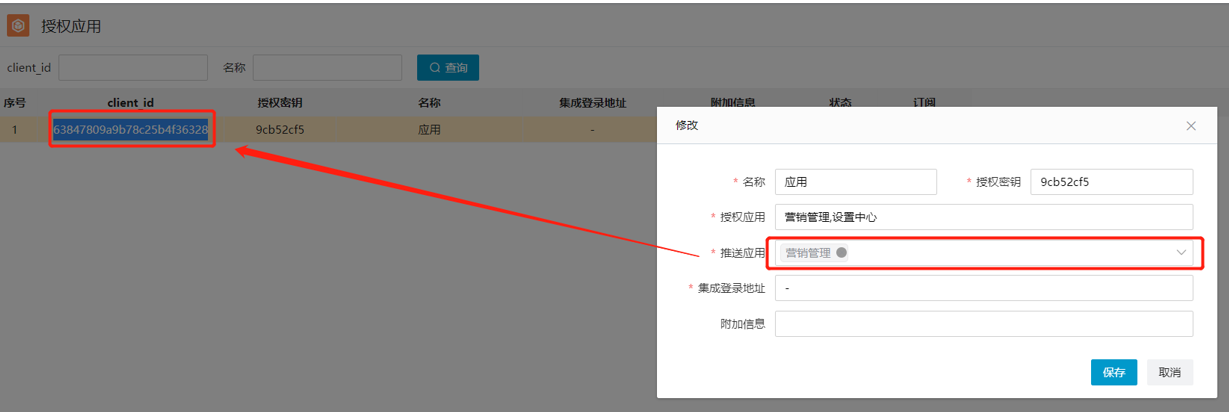 授权应用
client_id 名称 查询
序号 client_id 授权密钥 名称 集成登录地址 附加信息 状态 订阅
1 63847809a9b78c25b4f36328 9cb52cf5 应用 -
修改
* 名称 应用 * 授权密钥 9cb52cf5
* 授权应用 营销管理,设置中心
* 推送应用 营销管理
* 集成登录地址 -
附加信息
保存 取消